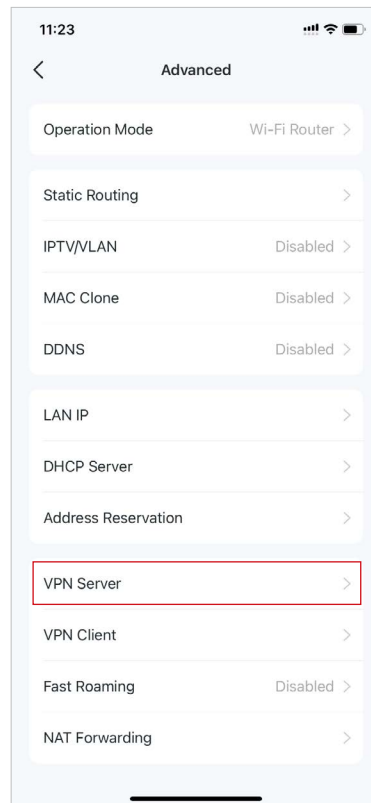 11:23
Advanced
Operation Mode Wi-Fi Router
Static Routing
IPTV/VLAN Disabled
MAC Clone Disabled
DDNS Disabled
LAN IP
DHCP Server
Address Reservation
VPN Server
VPN Client
Fast Roaming Disabled
NAT Forwarding